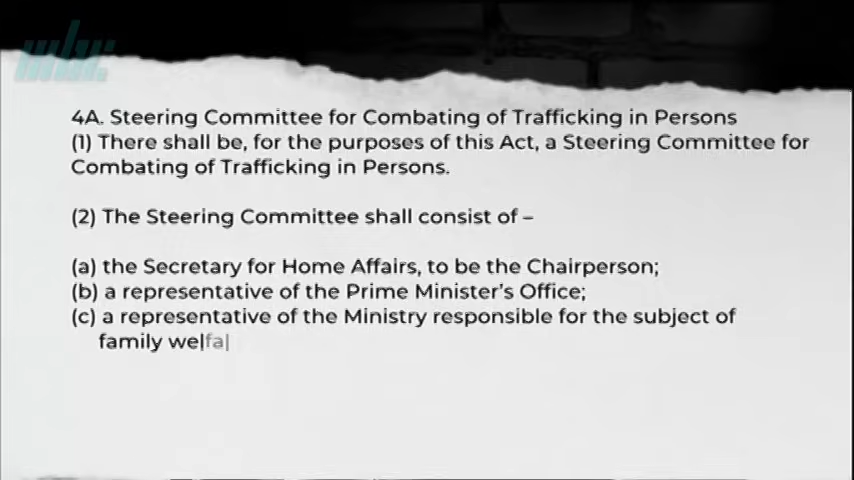 mbc
4A. Steering Committee for Combating of Trafficking in Persons
(1) There shall be, for the purposes of this Act, a Steering Committee for
Combating of Trafficking in Persons.
(2) The Steering Committee shall consist of –
(a) the Secretary for Home Affairs, to be the Chairperson;
(b) a representative of the Prime Minister's Office;
(c) a representative of the Ministry responsible for the subject of
family welfa